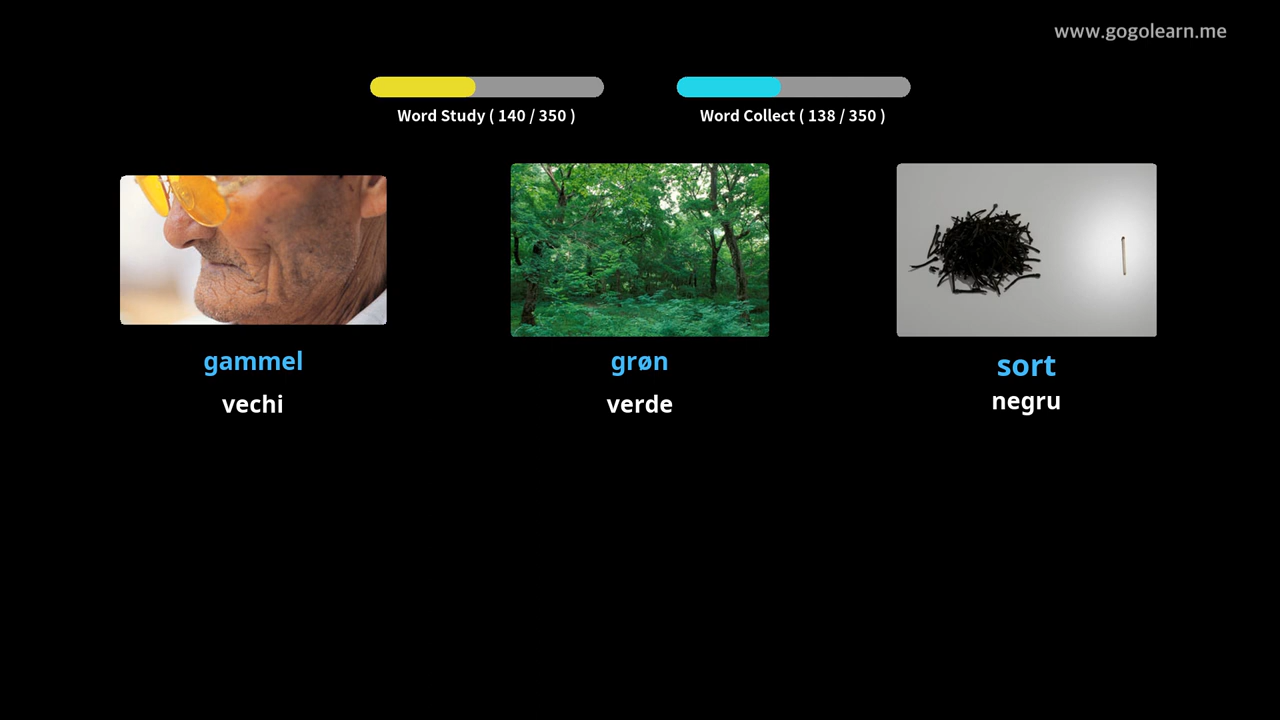 www.gogolearn.me
Word Study ( 140 / 350 )
Word Collect ( 138 / 350 )
gammel
grøn
sort
vechi
verde
negru